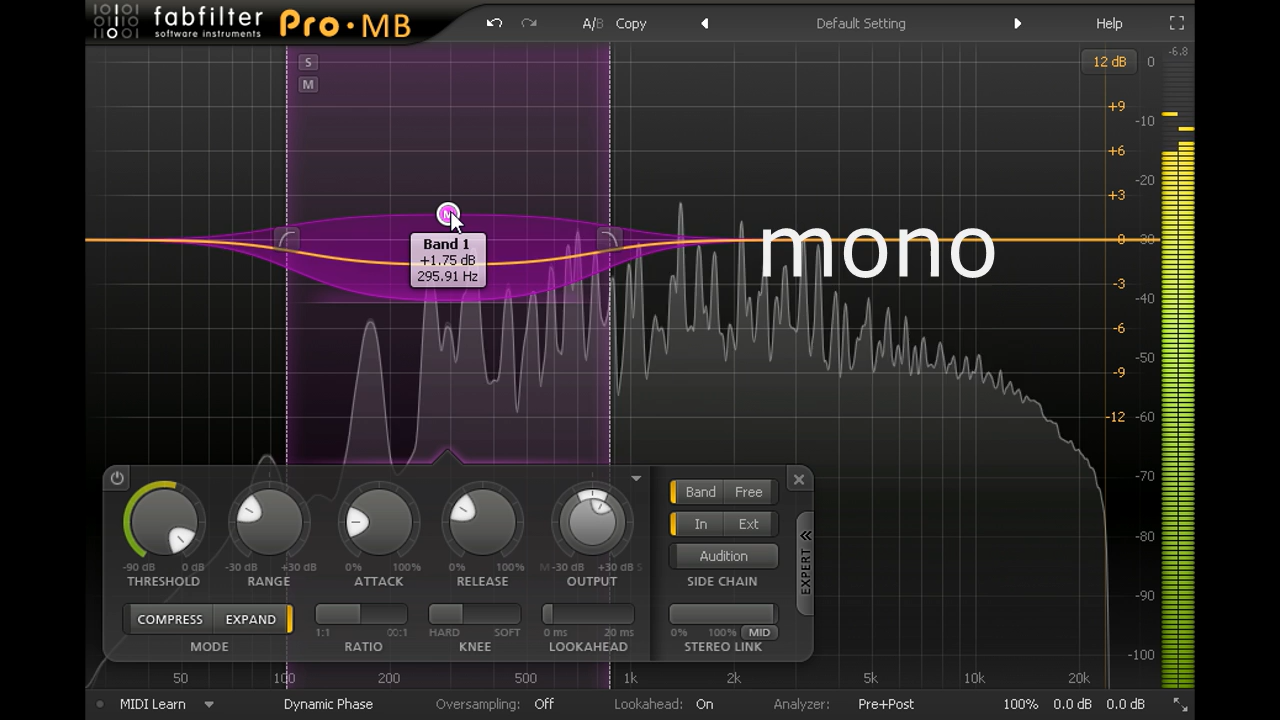 fabfilter
software instruments
Pro·MB
A/B Copy
Default Setting
Help
S
M
12 dB
-6.8
0
+9
-10
+6
-20
+3
M
Band 1
+1.75 dB
295.91 Hz
mono
0
-30
-3
-40
-6
-50
-9
-12
-60
-70
-80
-90
-100
-90 dB 0 dB
THRESHOLD
-30 dB +30 dB
RANGE
0% 100%
ATTACK
0% 100%
RELEASE
M -30 dB +30 dB S
OUTPUT
Band Free
In Ext
Audition
SIDE CHAIN
EXPERT
COMPRESS EXPAND
MODE
1:1 ∞:1
RATIO
HARD SOFT
KNEE
0 ms 20 ms
LOOKAHEAD
0% 100% MID
STEREO LINK
50 100 200 500 1k 2k 5k 10k 20k
MIDI Learn
Dynamic Phase
Oversampling: Off
Lookahead: On
Analyzer: Pre+Post
100% 0.0 dB 0.0 dB